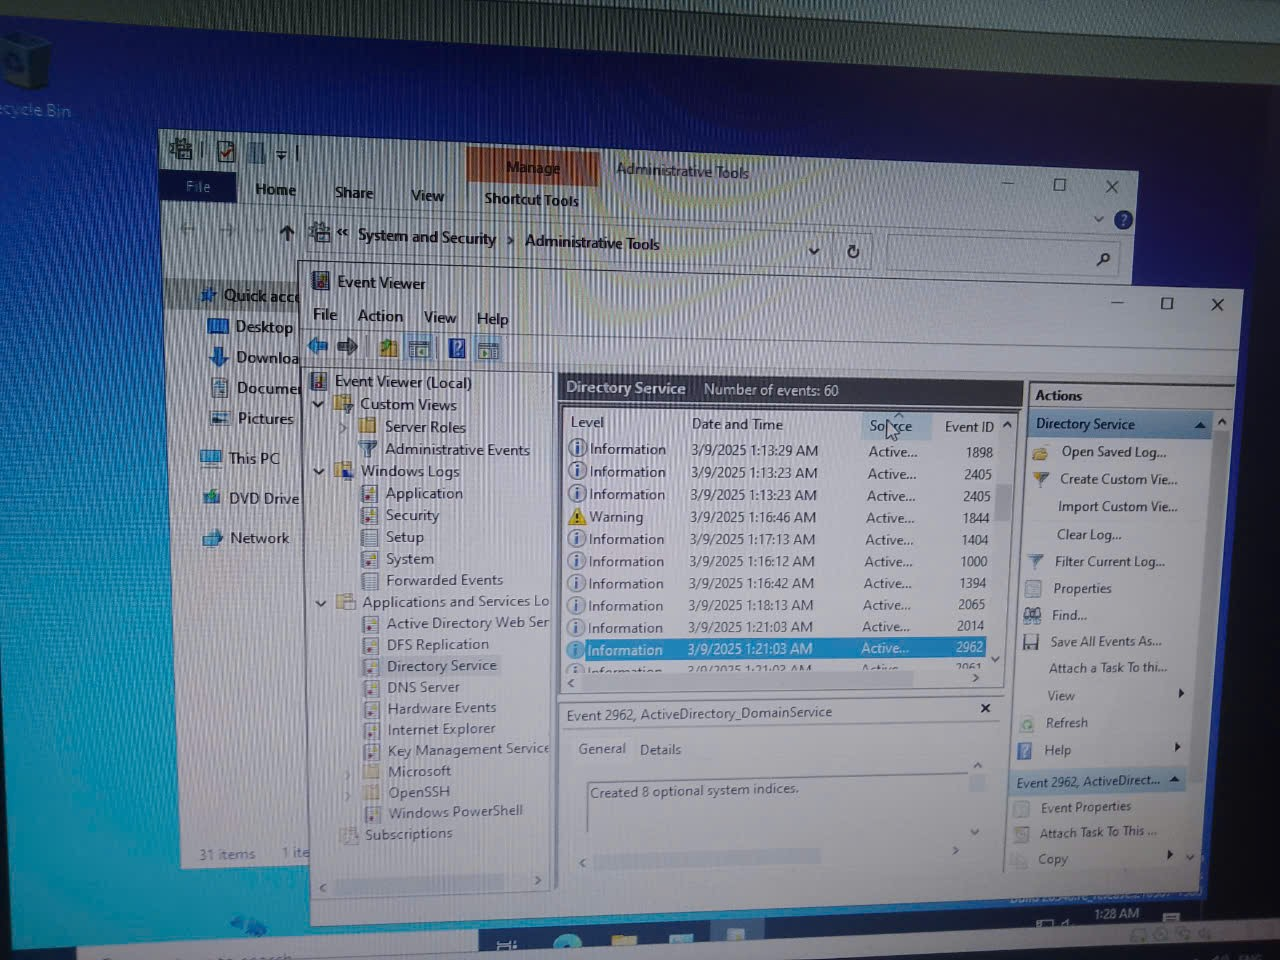 Recycle Bin
Manage
Administrative Tools
File
Home
Share
View
Shortcut Tools
« System and Security > Administrative Tools
Quick acc
Desktop
Downloa
Docume
Pictures
This PC
DVD Drive
Network
31 items
1 ite
Event Viewer
File
Action
View
Help
Event Viewer (Local)
Custom Views
Server Roles
Administrative Events
Windows Logs
Application
Security
Setup
System
Forwarded Events
Applications and Services Lo
Active Directory Web Ser
DFS Replication
Directory Service
DNS Server
Hardware Events
Internet Explorer
Key Management Service
Microsoft
OpenSSH
Windows PowerShell
Subscriptions
Directory Service Number of events: 60
Level Date and Time Source Event ID
Information 3/9/2025 1:13:29 AM Active... 1898
Information 3/9/2025 1:13:23 AM Active... 2405
Information 3/9/2025 1:13:23 AM Active... 2405
Warning 3/9/2025 1:16:46 AM Active... 1844
Information 3/9/2025 1:17:13 AM Active... 1404
Information 3/9/2025 1:16:12 AM Active... 1000
Information 3/9/2025 1:16:42 AM Active... 1394
Information 3/9/2025 1:18:13 AM Active... 2065
Information 3/9/2025 1:21:03 AM Active... 2014
Information 3/9/2025 1:21:03 AM Active... 2962
Event 2962, ActiveDirectory_DomainService
General Details
Created 8 optional system indices.
Actions
Directory Service
Open Saved Log...
Create Custom Vie...
Import Custom Vie...
Clear Log...
Filter Current Log...
Properties
Find...
Save All Events As...
Attach a Task To thi...
View
Refresh
Help
Event 2962, ActiveDirect...
Event Properties
Attach Task To This ...
Copy
1:28 AM